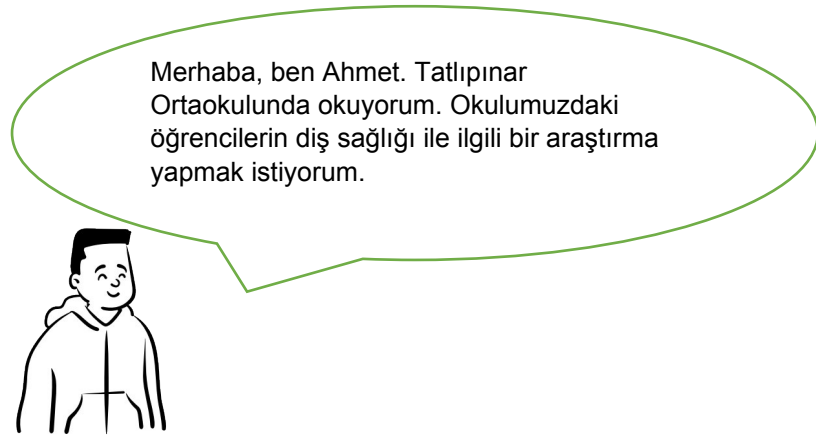 Merhaba, ben Ahmet. Tatlıpınar
Ortaokulunda okuyorum. Okulumuzdaki
öğrencilerin diş sağlığı ile ilgili bir araştırma
yapmak istiyorum.